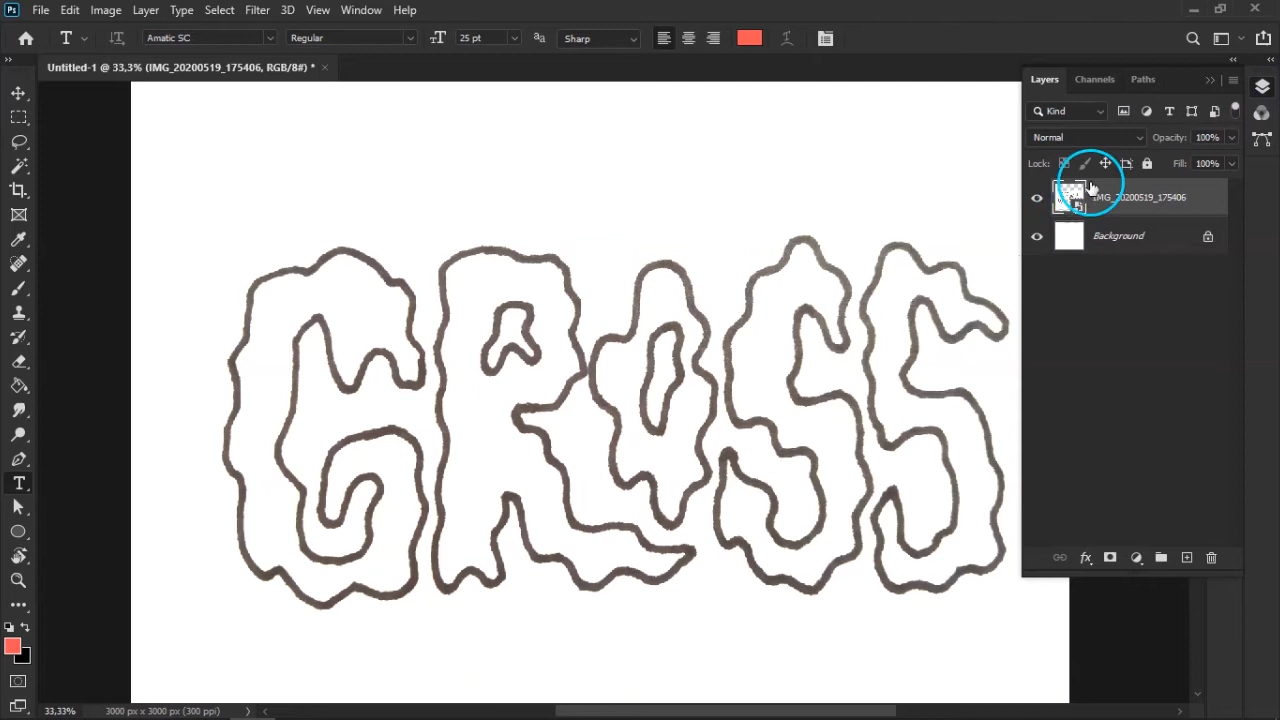 Ps File Edit Image Layer Type Select Filter 3D View Window Help
T Amatic SC Regular 25 pt Sharp
Untitled-1 @ 33,3% (IMG_20200519_175406, RGB/8#) *
Layers Channels Paths
Kind
Normal Opacity: 100%
Lock: Fill: 100%
IMG_20200519_175406
Background
GROSS
33,33% 3000 px x 3000 px (300 ppi)